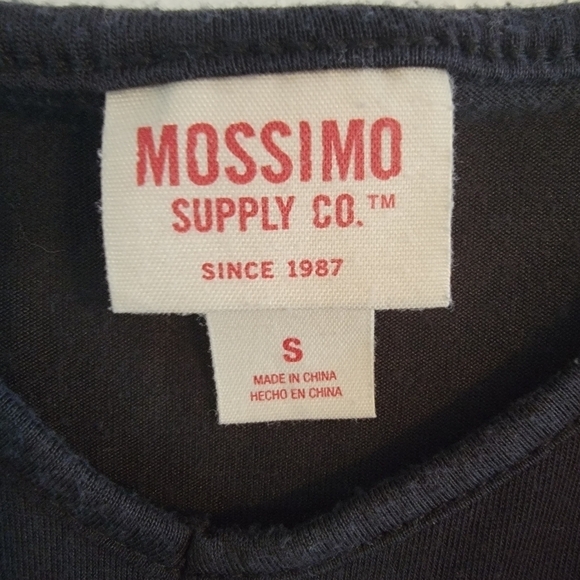 MOSSIMO
SUPPLY CO.™
SINCE 1987
S
MADE IN CHINA
HECHO EN CHINA